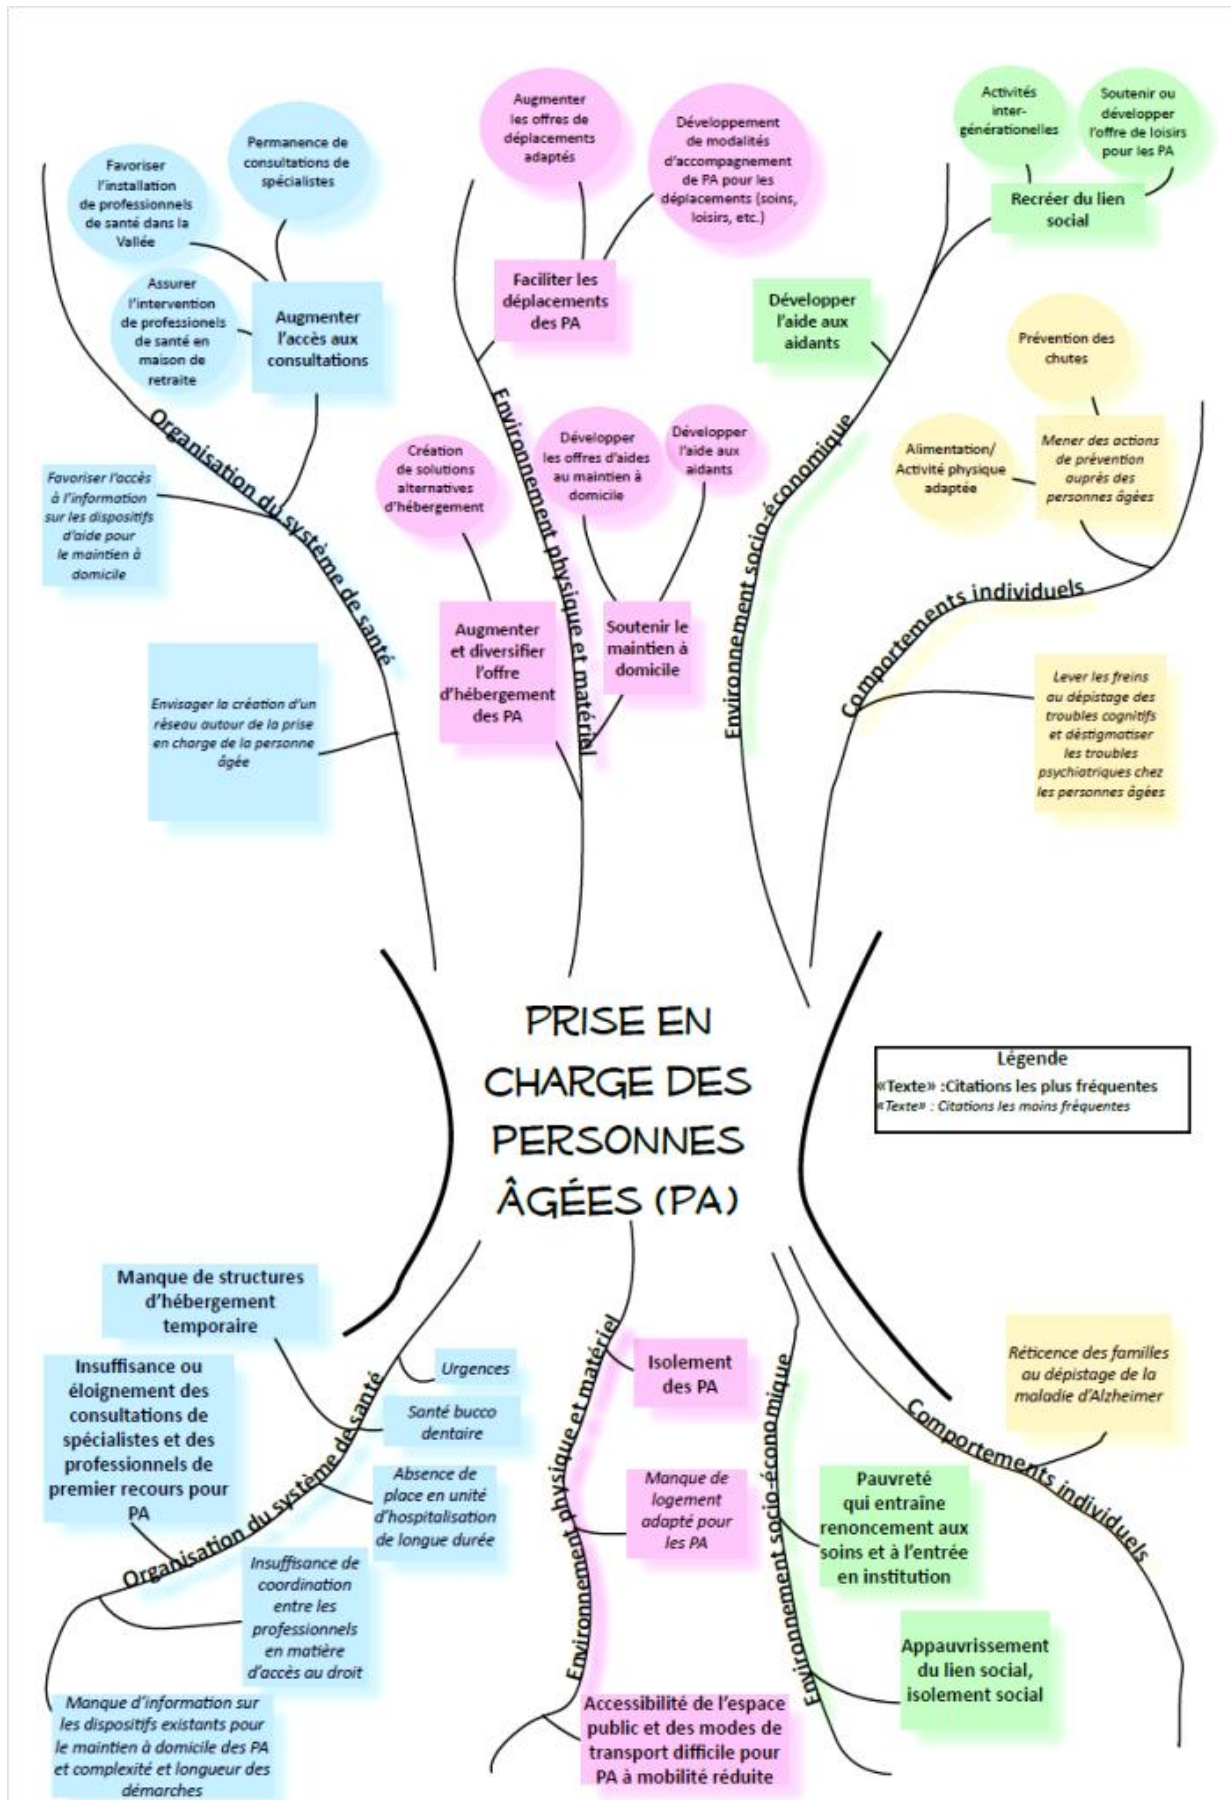 Augmenter
les offres de
déplacements
adaptés
Développement
de modalités
d'accompagnement
de PA pour les
déplacements (soins,
loisirs, etc.)
Activités
inter-
générationelles
Soutenir ou
développer
l'offre de loisirs
pour les PA
Permanence de
consultations de
spécialistes
Favoriser
l'installation
de professionnels
de santé dans la
Vallée
Recréer du lien
social
Assurer
l'intervention
de professionels
de santé en
maison de
retraite
Augmenter
l'accès aux
consultations
Faciliter les
déplacements
des PA
Développer
l'aide aux
aidants
Prévention des
chutes
Organisation du système de santé
Environnement physique et matériel
Environnement socio-économique
Comportements individuels
Création
de solutions
alternatives
d'hébergement
Développer
les offres d'aides
au maintien à
domicile
Développer
l'aide aux
aidants
Alimentation/
Activité physique
adaptée
Mener des actions
de prévention
auprès des
personnes âgées
Favoriser l'accès
à l'information
sur les dispositifs
d'aide pour
le maintien à
domicile
Augmenter
et diversifier
l'offre
d'hébergement
des PA
Soutenir le
maintien à
domicile
Envisager la création d'un
réseau autour de la prise
en charge de la personne
âgée
Lever les freins
au dépistage des
troubles cognitifs
et déstigmatiser
les troubles
psychiatriques chez
les personnes âgées
PRISE EN
CHARGE DES
PERSONNES
ÂGÉES (PA)
Légende
«Texte» :Citations les plus fréquentes
«Texte» : Citations les moins fréquentes
Manque de structures
d'hébergement
temporaire
Insuffisance ou
éloignement des
consultations de
spécialistes et des
professionnels de
premier recours pour
PA
Urgences
Santé bucco
dentaire
Absence de
place en unité
d'hospitalisation
de longue durée
Organisation du système de santé
Insuffisance de
coordination
entre les
professionnels
en matière
d'accès au droit
Manque d'information sur
les dispositifs existants pour
le maintien à domicile des PA
et complexité et longueur des
démarches
Environnement physique et matériel
Isolement
des PA
Manque de
logement
adapté pour
les PA
Accessibilité de l'espace
public et des modes de
transport difficile pour
PA à mobilité réduite
Environnement socio-économique
Pauvreté
qui entraîne
renoncement aux
soins et à l'entrée
en institution
Appauvrissement
du lien social,
isolement social
Comportements individuels
Réticence des familles
au dépistage de la
maladie d'Alzheimer